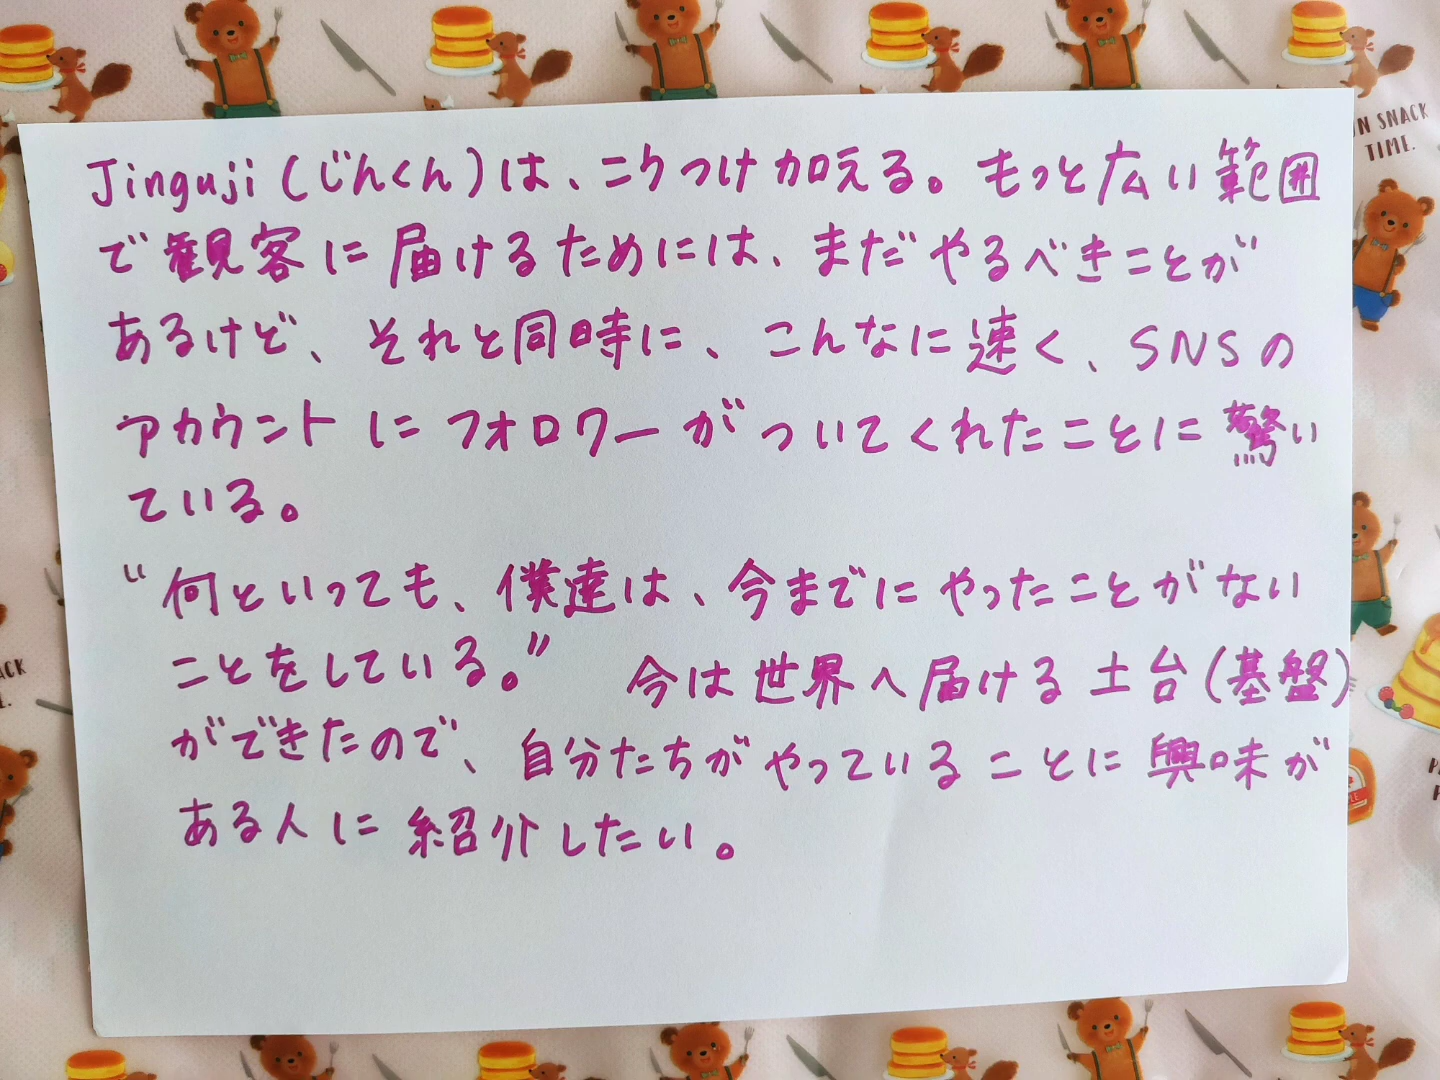 Jinguji(じんくん)は、こうつけ加える。もっと広い範囲
で観客に届けるためには、まだやるべきことが
あるけど、それと同時に、こんなに速く、SNSの
アカウントにフォロワーがついてくれたことに驚い
ている。
“何といっても、僕達は、今までにやったことがない
ことをしている。” 今は世界へ届ける土台(基盤)
ができたので、自分たちがやっていることに興味が
ある人に紹介したい。
IN SNACK
TIME.